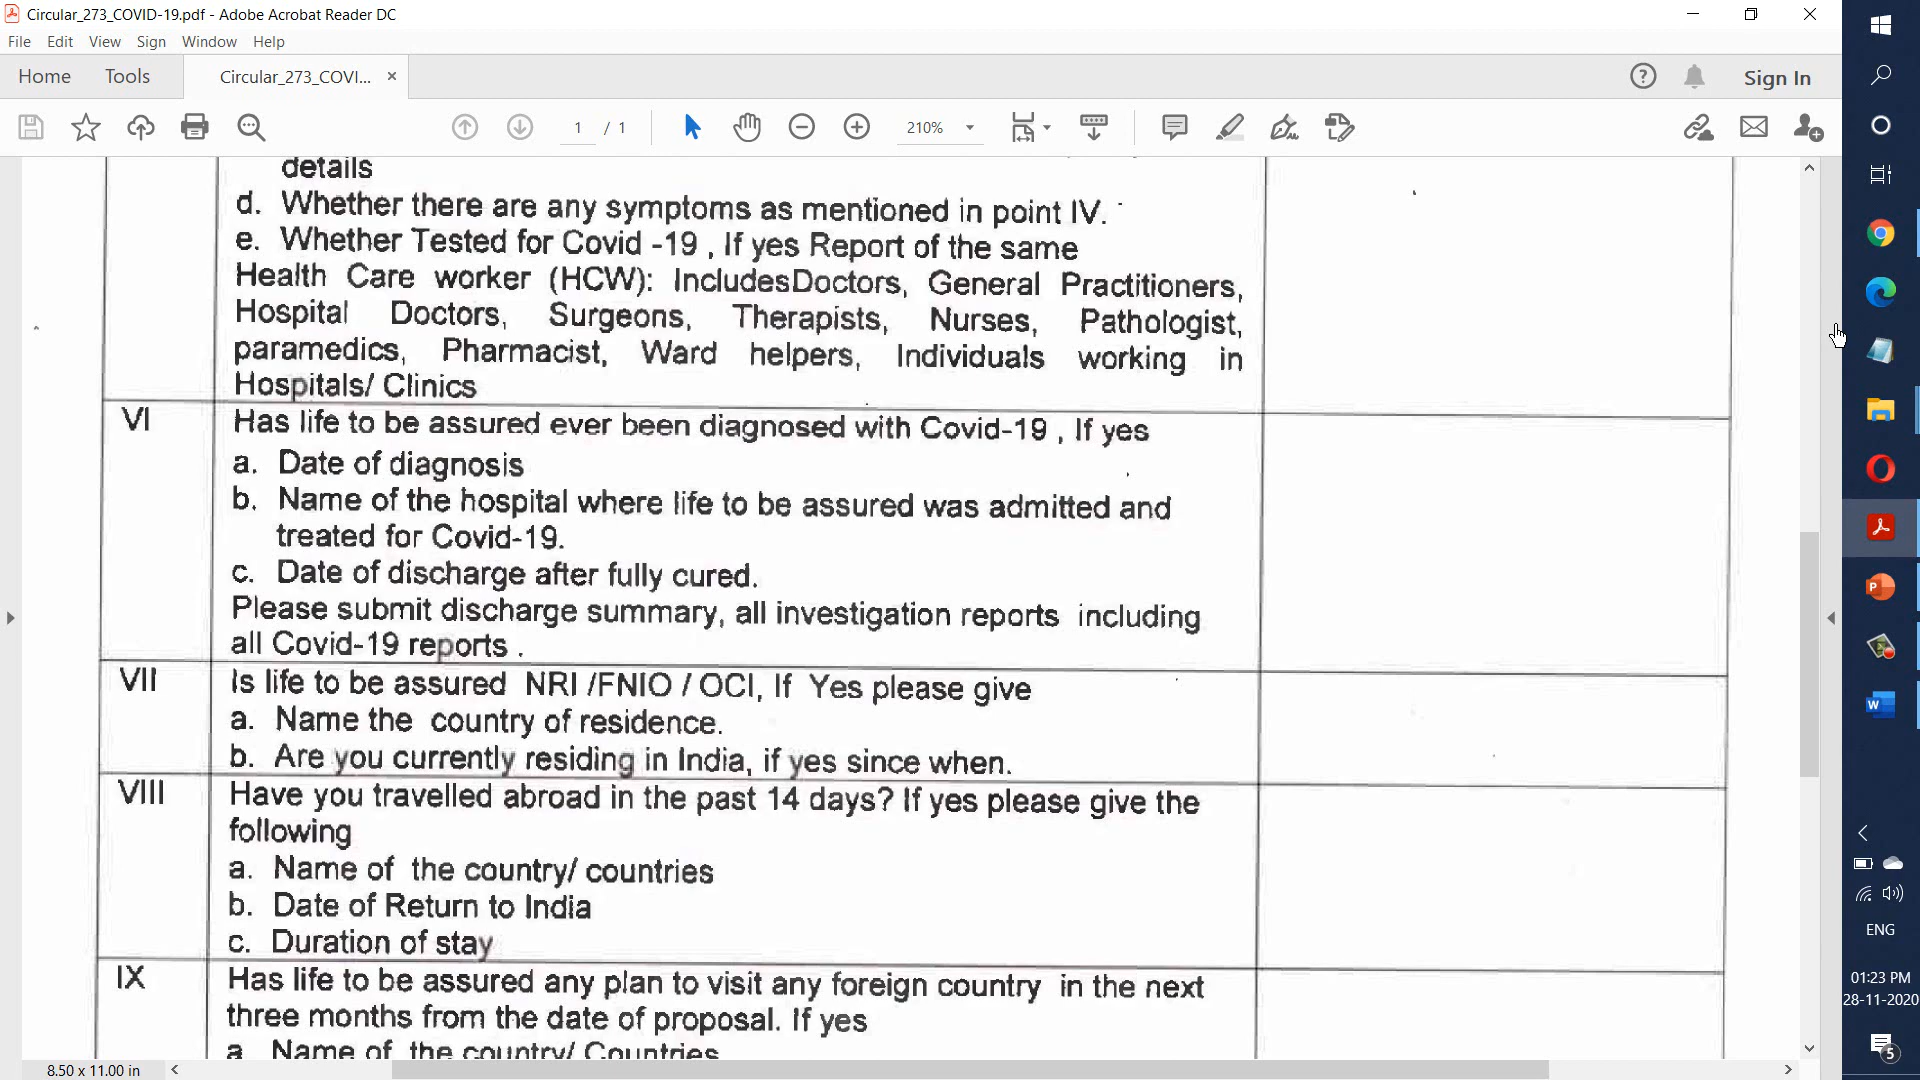 Circular_273_COVID-19.pdf - Adobe Acrobat Reader DC
File Edit View Sign Window Help
Home Tools Circular_273_COVI... × Sign In
1 / 1 210%
details
d. Whether there are any symptoms as mentioned in point IV.
e. Whether Tested for Covid -19 , If yes Report of the same
Health Care worker (HCW): IncludesDoctors, General Practitioners,
Hospital Doctors, Surgeons, Therapists, Nurses, Pathologist,
paramedics, Pharmacist, Ward helpers, Individuals working in
Hospitals/ Clinics
VI Has life to be assured ever been diagnosed with Covid-19 , If yes
a. Date of diagnosis
b. Name of the hospital where life to be assured was admitted and
treated for Covid-19.
c. Date of discharge after fully cured.
Please submit discharge summary, all investigation reports including
all Covid-19 reports .
VII Is life to be assured NRI /FNIO / OCI, If Yes please give
a. Name the country of residence.
b. Are you currently residing in India, if yes since when.
VIII Have you travelled abroad in the past 14 days? If yes please give the
following
a. Name of the country/ countries
b. Date of Return to India
c. Duration of stay
IX Has life to be assured any plan to visit any foreign country in the next
three months from the date of proposal. If yes
a Name of the country/ Countries
8.50 x 11.00 in
ENG
01:23 PM
28-11-2020
5